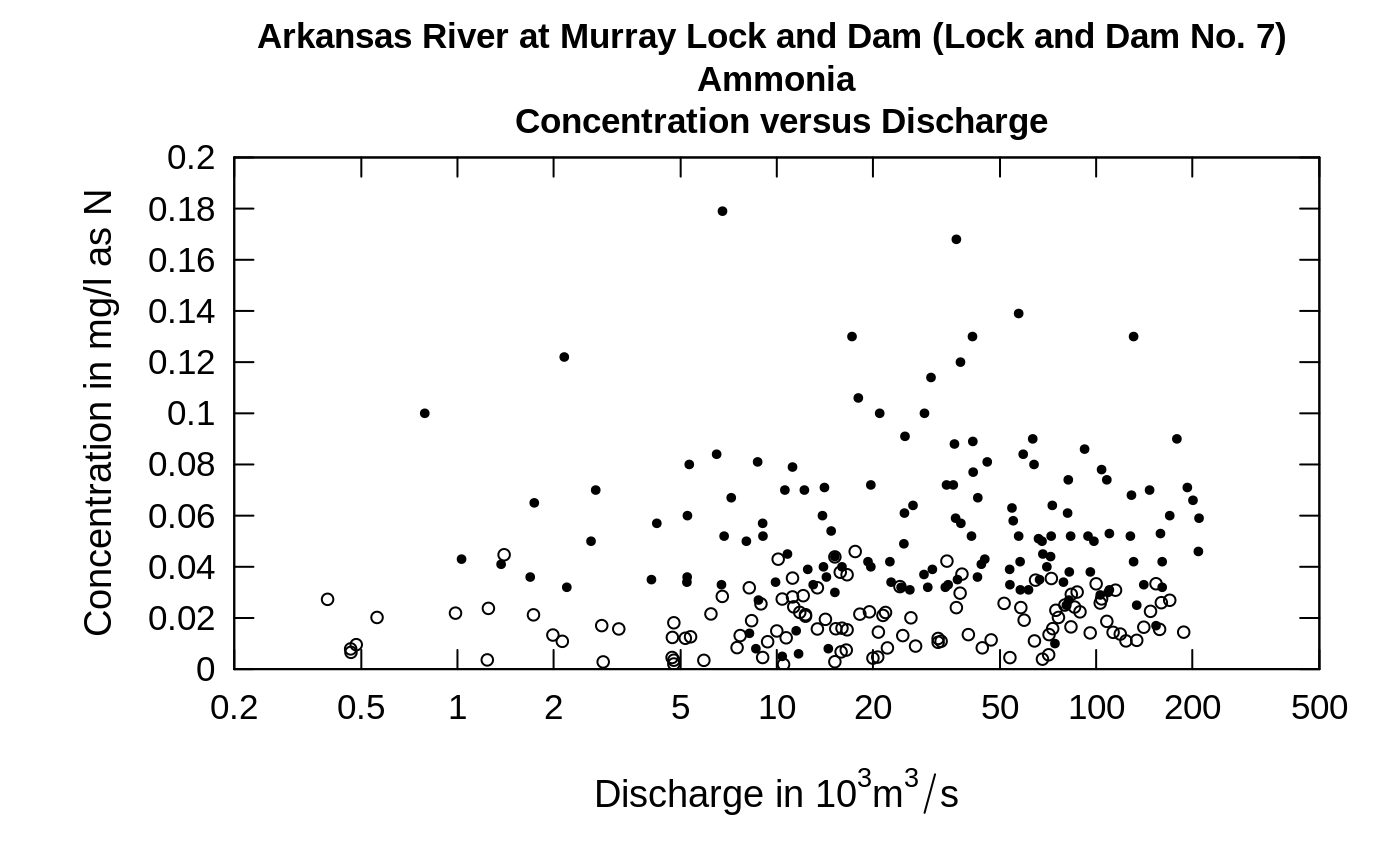 Arkansas River at Murray Lock and Dam (Lock and Dam No. 7)
Ammonia
Concentration versus Discharge
Concentration in mg/l as N
0.2
0.18
0.16
0.14
0.12
0.1
0.08
0.06
0.04
0.02
0
0.2 0.5 1 2 5 10 20 50 100 200 500
Discharge in 10³m³/s